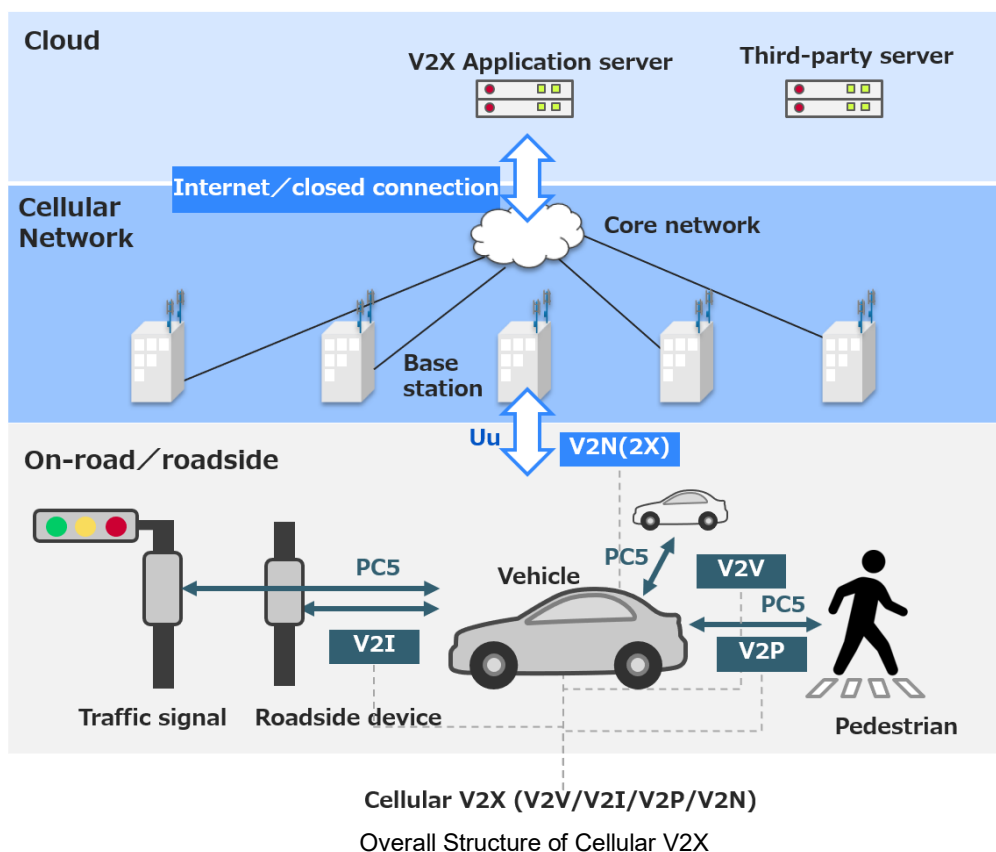 Cloud
V2X Application server
Third-party server
Internet／closed connection
Cellular
Network
Core network
Base
station
Uu
V2N(2X)
On-road／roadside
PC5
V2V
Vehicle
PC5
PC5
V2I
V2P
Traffic signal
Roadside device
Pedestrian
Cellular V2X (V2V/V2I/V2P/V2N)
Overall Structure of Cellular V2X